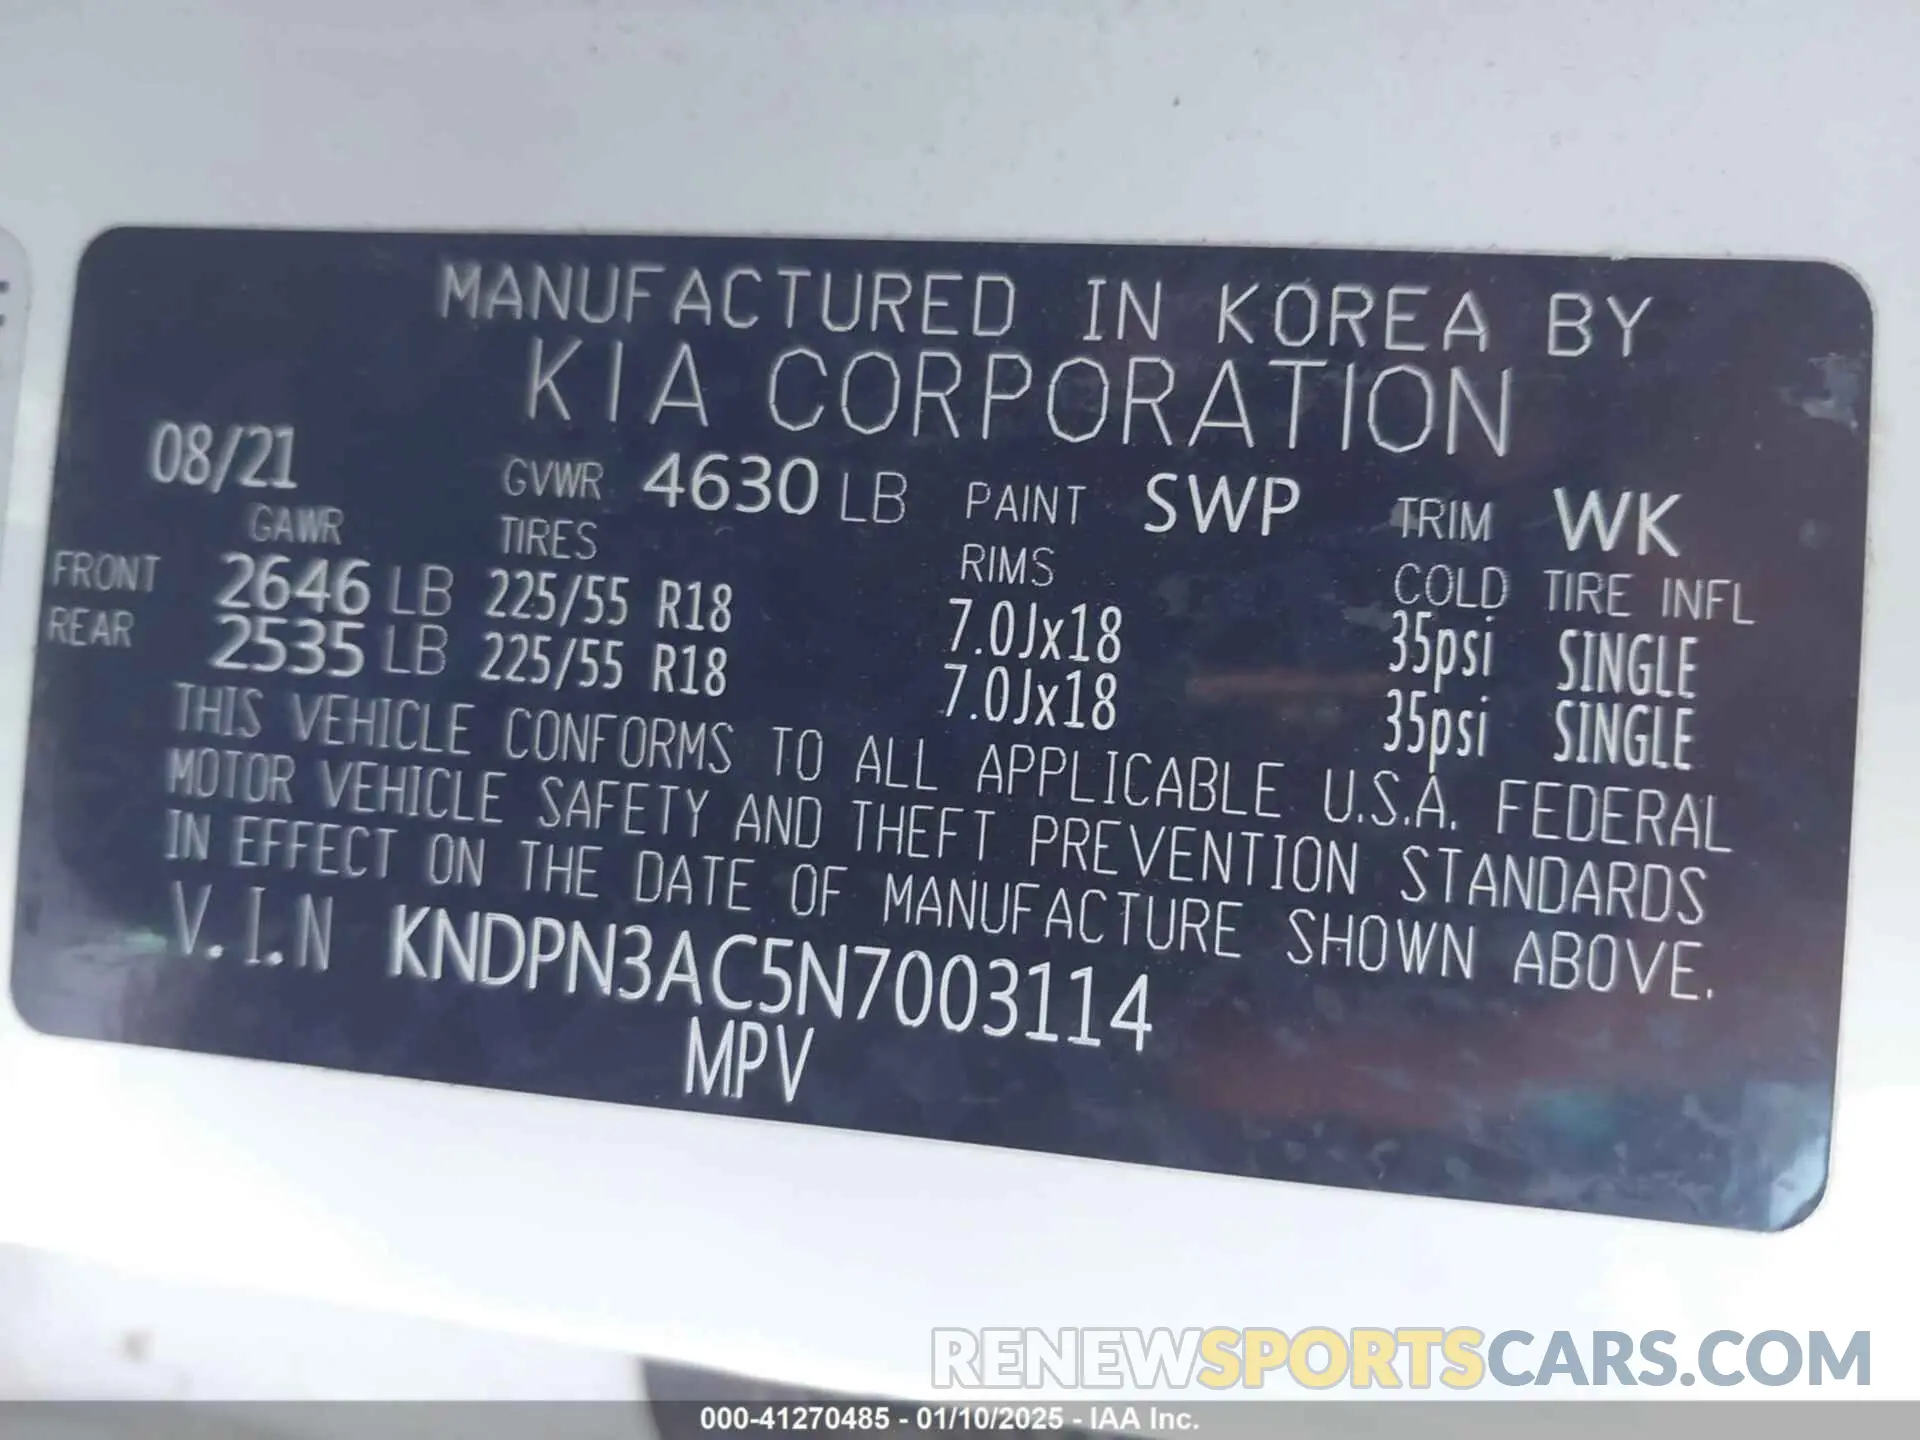 MANUFACTURED IN KOREA BY
KIA CORPORATION
08/21 GVWR 4630 LB PAINT SWP TRIM WK
GAWR TIRES RIMS COLD TIRE INFL
FRONT 2646 LB 225/55 R18 7.0Jx18 35psi SINGLE
REAR 2535 LB 225/55 R18 7.0Jx18 35psi SINGLE
THIS VEHICLE CONFORMS TO ALL APPLICABLE U.S.A. FEDERAL
MOTOR VEHICLE SAFETY AND THEFT PREVENTION STANDARDS
IN EFFECT ON THE DATE OF MANUFACTURE SHOWN ABOVE.
V.I.N KNDPN3AC5N7003114
MPV
RENEWSPORTSCARS.COM
000-41270485 - 01/10/2025 - IAA Inc.